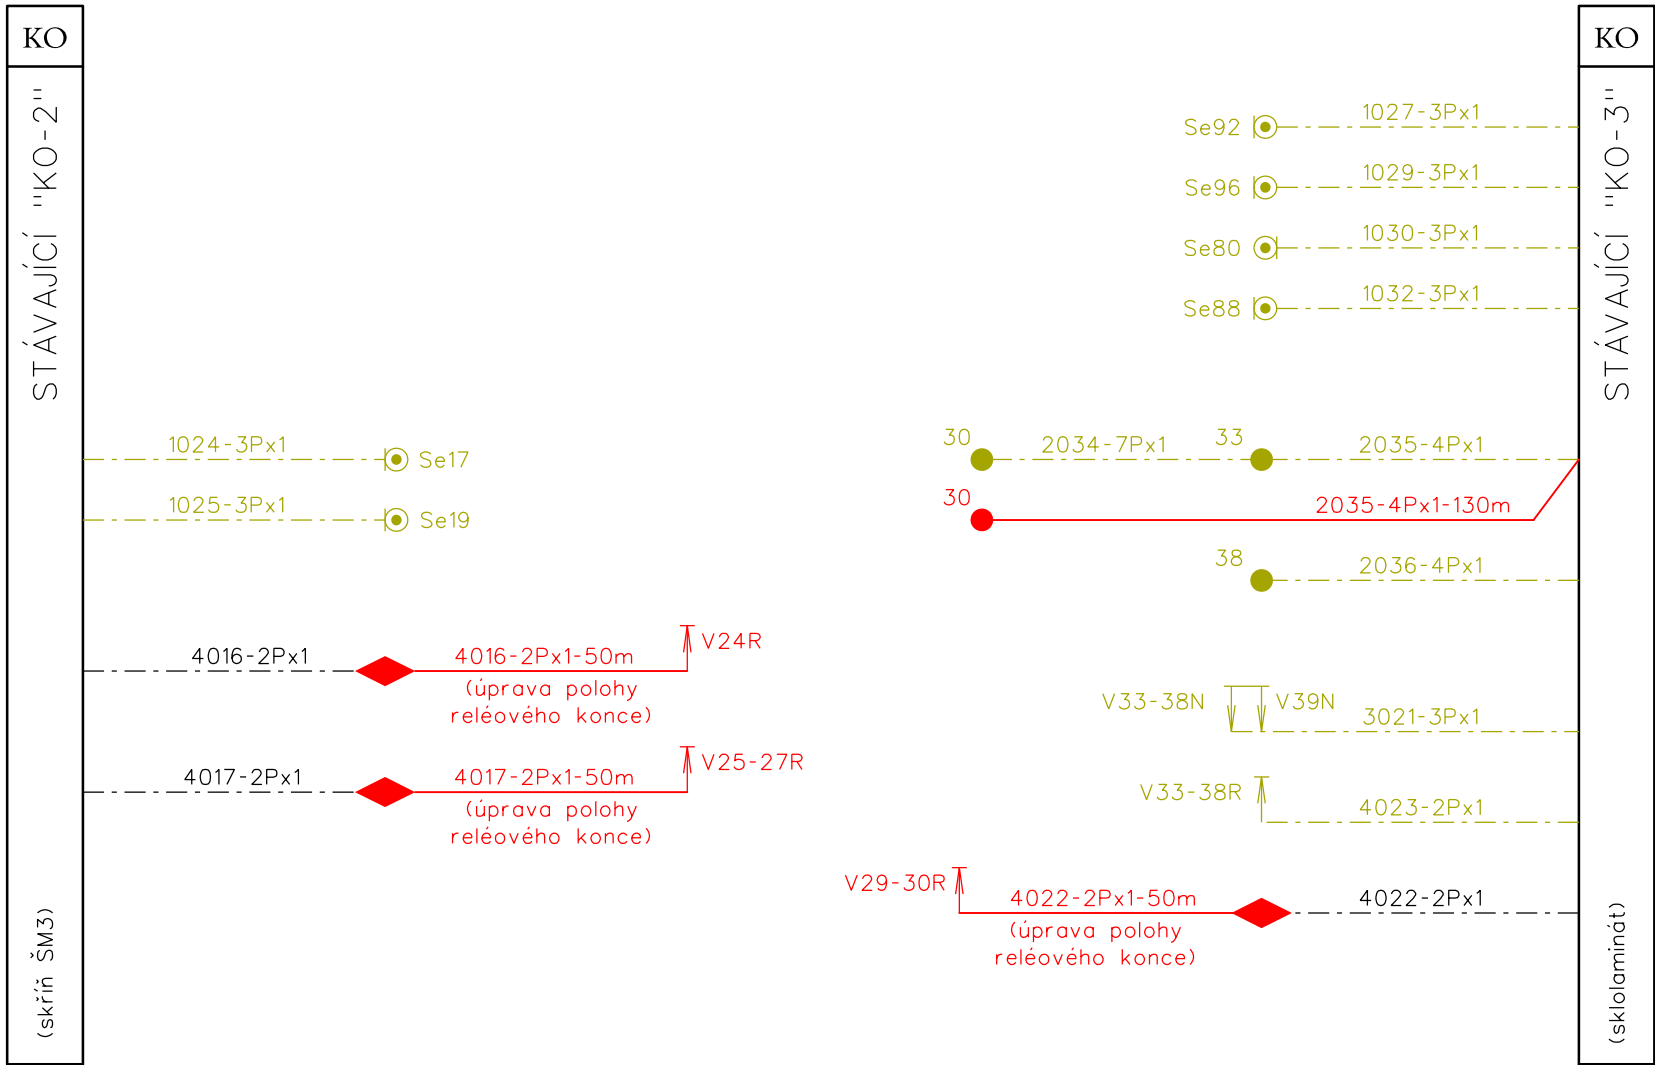 KO
STÁVAJÍCÍ "KO-2"
(skříň ŠM3)
1024-3Px1
Se17
1025-3Px1
Se19
4016-2Px1
4016-2Px1-50m
V24R
(úprava polohy
reléového konce)
4017-2Px1
4017-2Px1-50m
V25-27R
(úprava polohy
reléového konce)
KO
STÁVAJÍCÍ "KO-3"
(sklolaminát)
Se92
1027-3Px1
Se96
1029-3Px1
Se80
1030-3Px1
Se88
1032-3Px1
30
2034-7Px1
33
2035-4Px1
30
2035-4Px1-130m
38
2036-4Px1
V33-38N
V39N
3021-3Px1
V33-38R
4023-2Px1
V29-30R
4022-2Px1-50m
4022-2Px1
(úprava polohy
reléového konce)